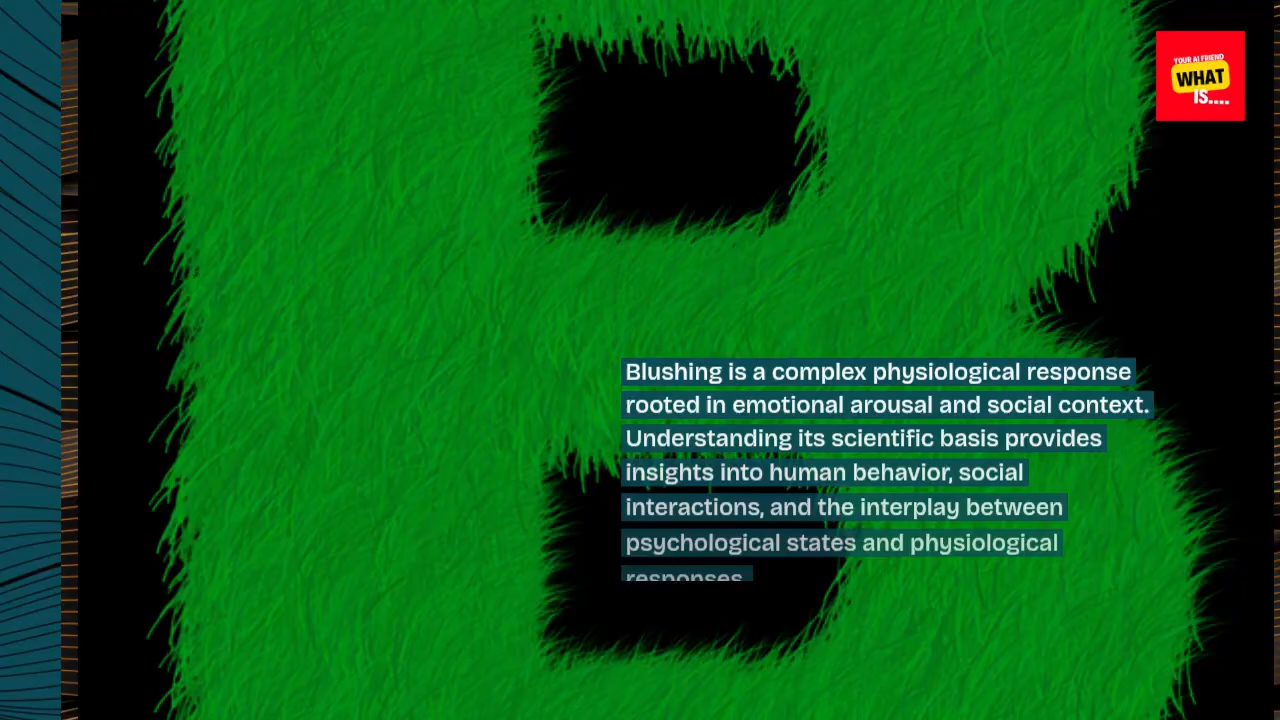 B
YOUR AI FRIEND
WHAT
IS....
Blushing is a complex physiological response
rooted in emotional arousal and social context.
Understanding its scientific basis provides
insights into human behavior, social
interactions, and the interplay between
psychological states and physiological
responses.